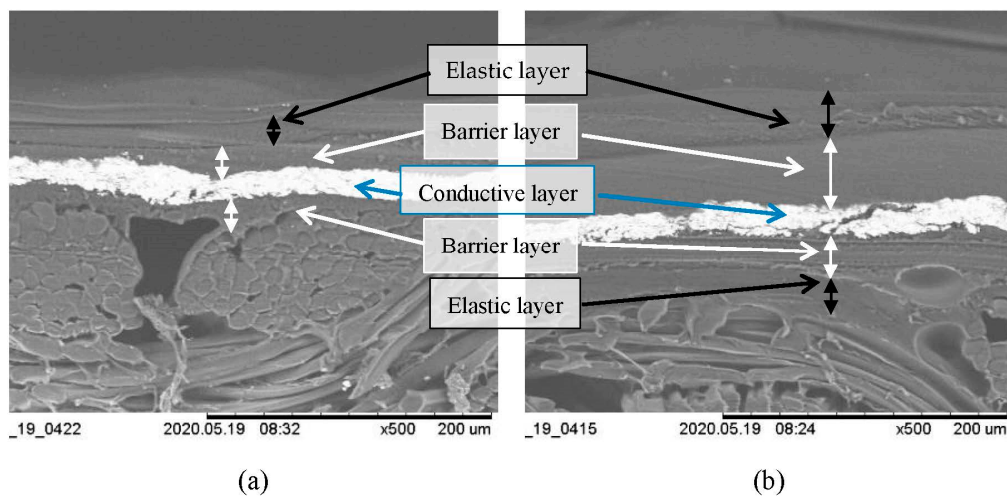 Elastic layer
Barrier layer
Conductive layer
Barrier layer
Elastic layer
_19_0422 2020.05.19 08:32 x500 200 um
_19_0415 2020.05.19 08:24 x500 200 um
(a) (b)